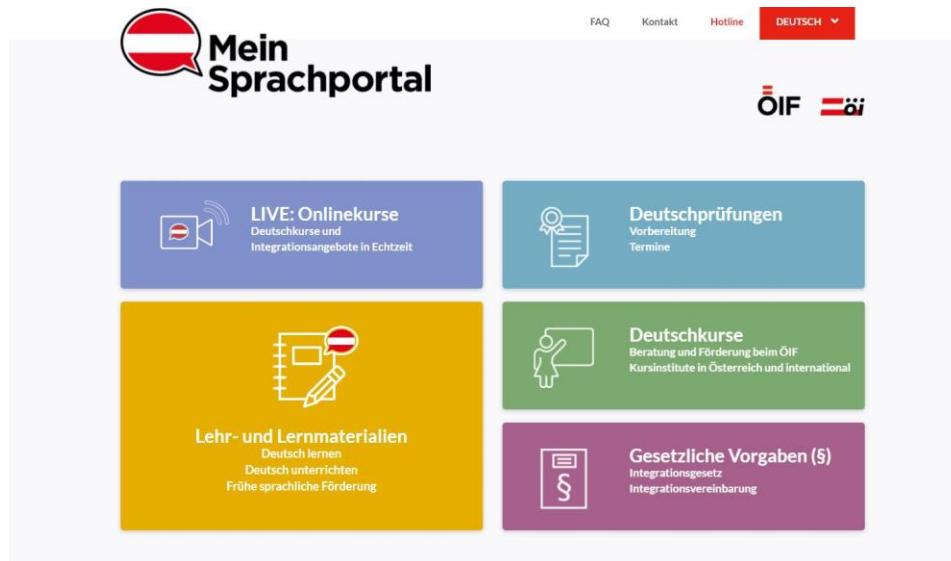 FAQ Kontakt Hotline DEUTSCH
Mein
Sprachportal
ÖIF öi
LIVE: Onlinekurse
Deutschkurse und
Integrationsangebote in Echtzeit
Deutschprüfungen
Vorbereitung
Termine
Lehr- und Lernmaterialien
Deutsch lernen
Deutsch unterrichten
Frühe sprachliche Förderung
Deutschkurse
Beratung und Förderung beim ÖIF
Kursinstitute in Österreich und international
§
Gesetzliche Vorgaben (§)
Integrationsgesetz
Integrationsvereinbarung